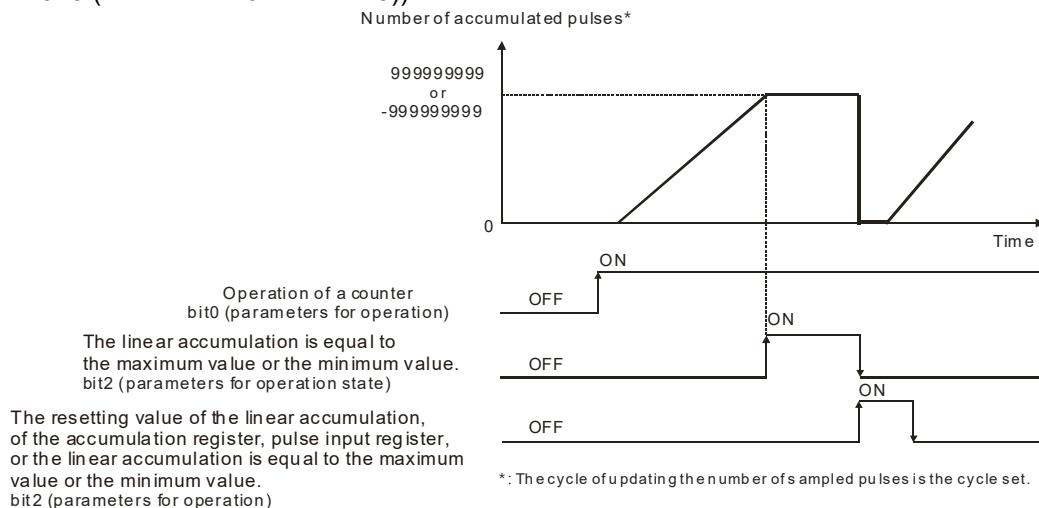 Number of accumulated pulses*
999999999
or
-999999999
0
Time
ON
Operation of a counter
bit0 (parameters for operation)
OFF
The linear accumulation is equal to
the maximum value or the minimum value.
bit2 (parameters for operation state)
ON
OFF
The resetting value of the linear accumulation,
of the accumulation register, pulse input register,
or the linear accumulation is equal to the maximum
value or the minimum value.
bit2 (parameters for operation)
ON
OFF
*: The cycle of updating the number of sampled pulses is the cycle set.